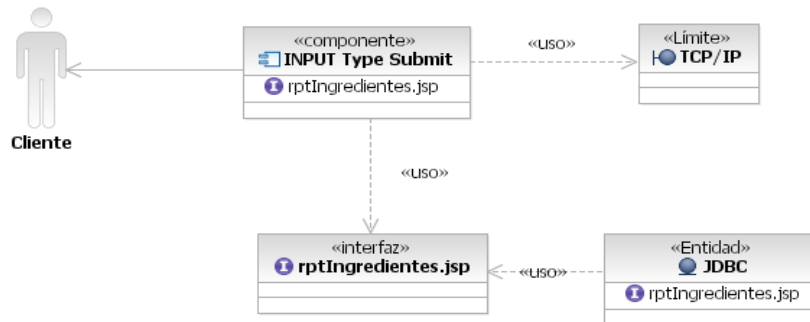 «componente»
INPUT Type Submit
rptIngredientes.jsp
«uso»
«Límite»
TCP/IP
Cliente
«uso»
«interfaz»
rptIngredientes.jsp
«uso»
«Entidad»
JDBC
rptIngredientes.jsp